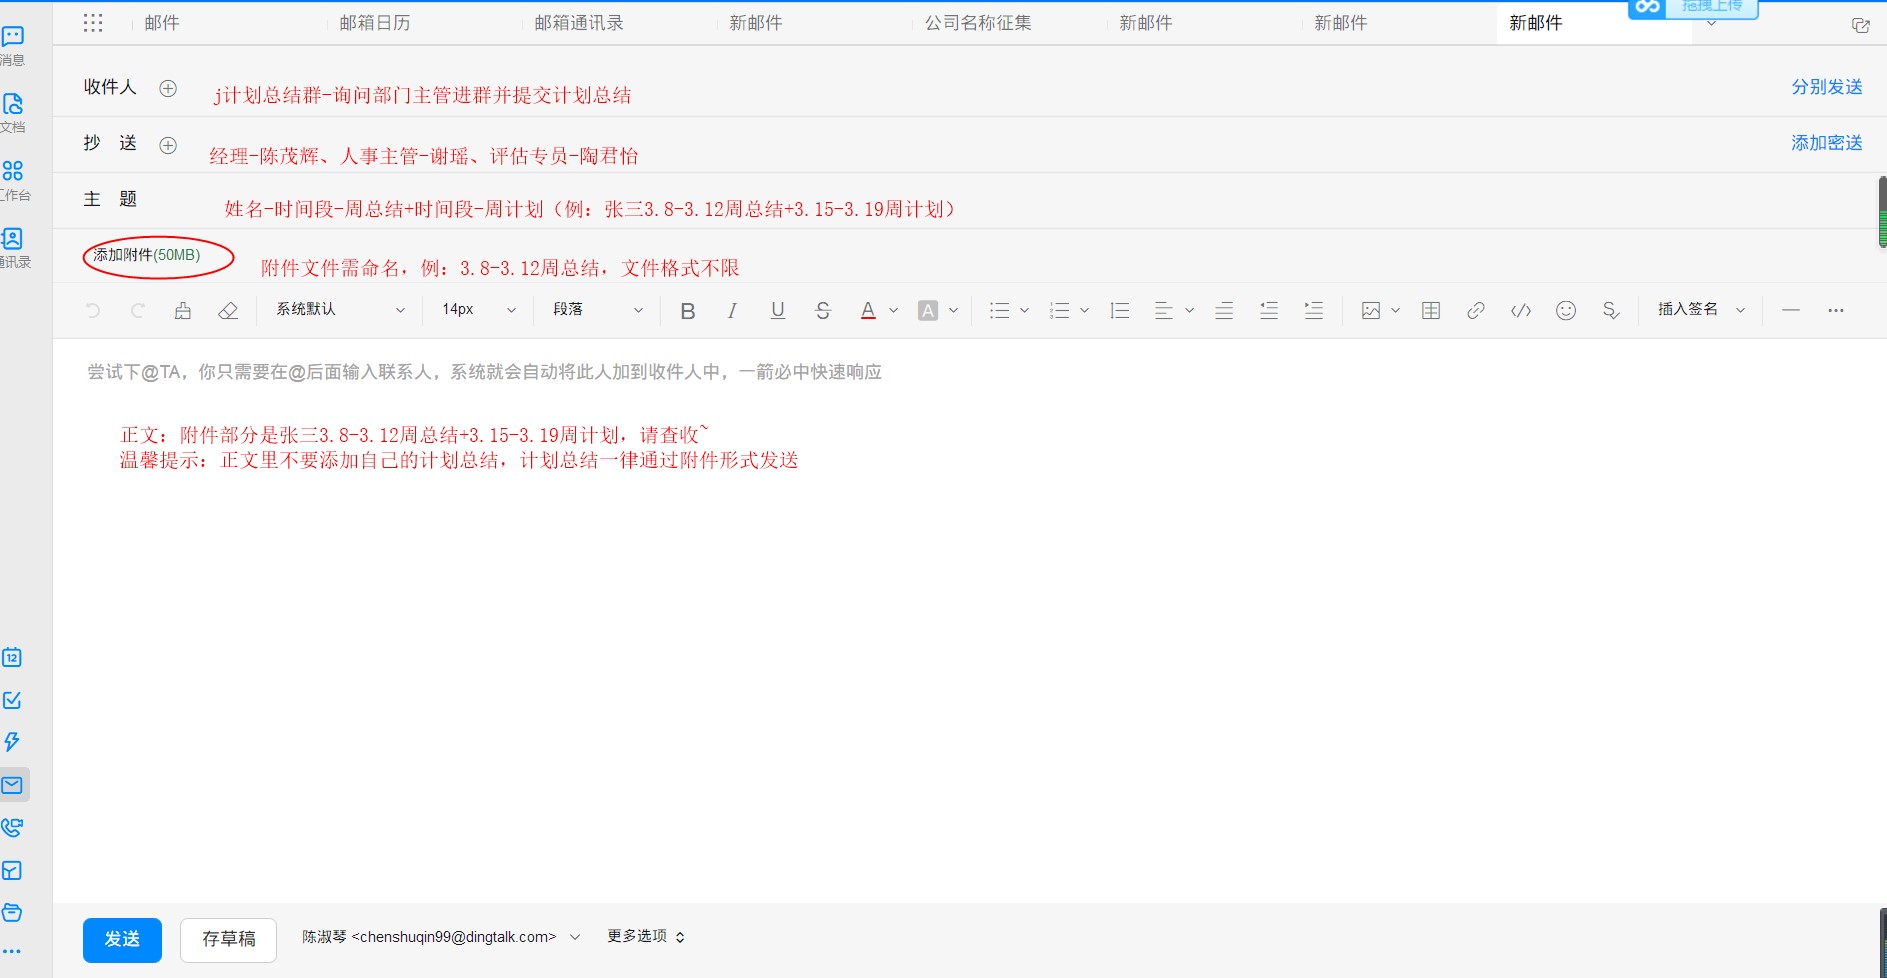 拖拽上传
邮件
邮箱日历
邮箱通讯录
新邮件
公司名称征集
新邮件
新邮件
新邮件
消息
文档
工作台
通讯录
收件人
j计划总结群-询问部门主管进群并提交计划总结
分别发送
抄 送
经理-陈茂辉、人事主管-谢瑶、评估专员-陶君怡
添加密送
主 题
姓名-时间段-周总结+时间段-周计划（例：张三3.8-3.12周总结+3.15-3.19周计划）
添加附件(50MB)
附件文件需命名，例：3.8-3.12周总结，文件格式不限
系统默认
14px
段落
B I U S A A
插入签名
尝试下@TA，你只需要在@后面输入联系人，系统就会自动将此人加到收件人中，一箭必中快速响应
正文：附件部分是张三3.8-3.12周总结+3.15-3.19周计划，请查收~
温馨提示：正文里不要添加自己的计划总结，计划总结一律通过附件形式发送
12
发送
存草稿
陈淑琴 <chenshuqin99@dingtalk.com>
更多选项